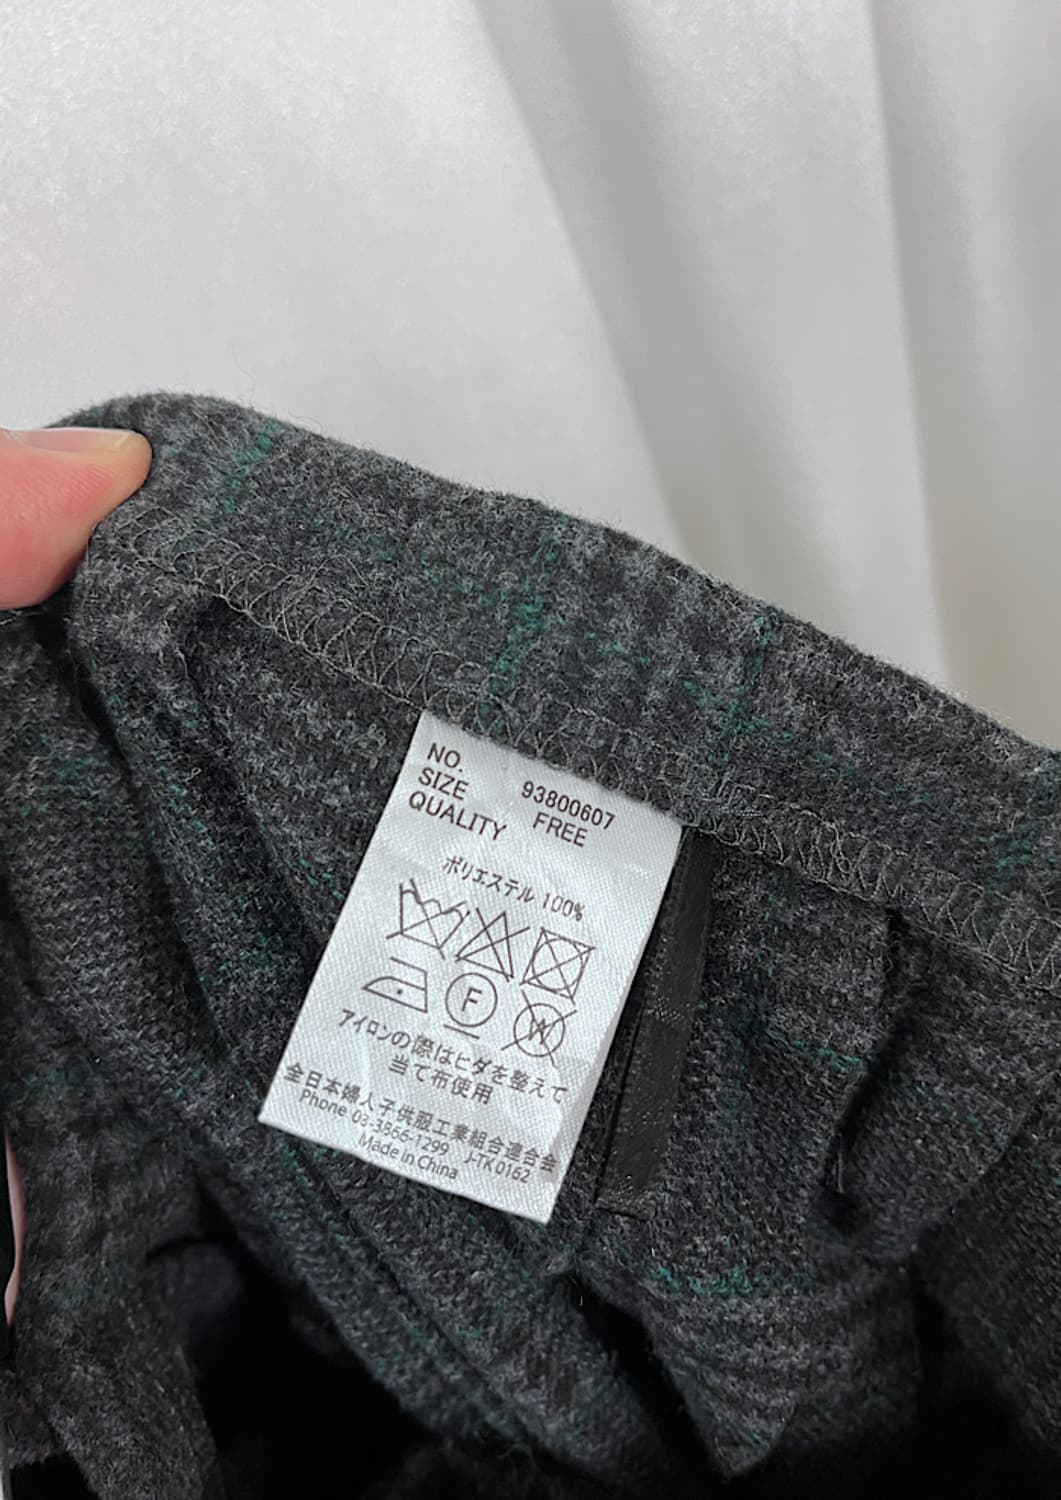 NO. 93800607
SIZE FREE
QUALITY
ポリエステル 100%
F
W
アイロンの際はヒダを整えて
当て布使用
全日本婦人子供服工業組合連合会
Phone 03-3866-1299 J-TK 0162
Made in China